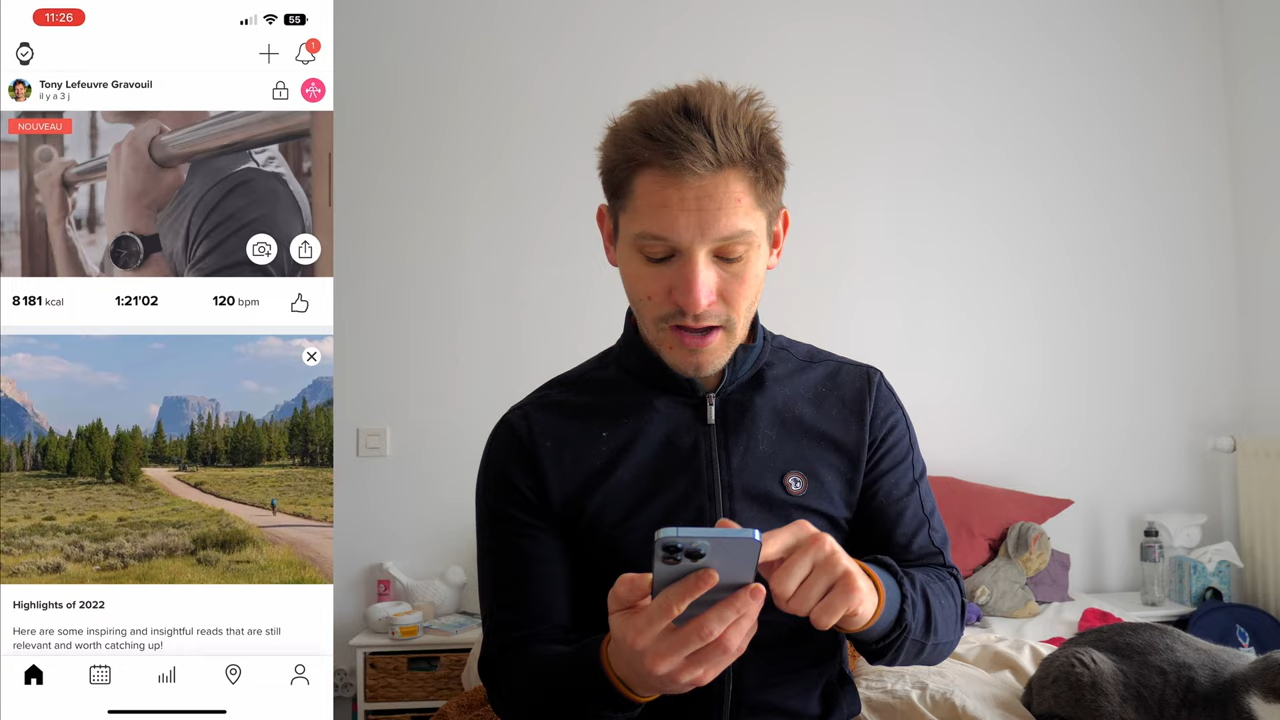 11:26
55
1
Tony Lefeuvre Gravouil
il y a 3 j
NOUVEAU
8 181 kcal 1:21'02 120 bpm
Highlights of 2022
Here are some inspiring and insightful reads that are still
relevant and worth catching up!